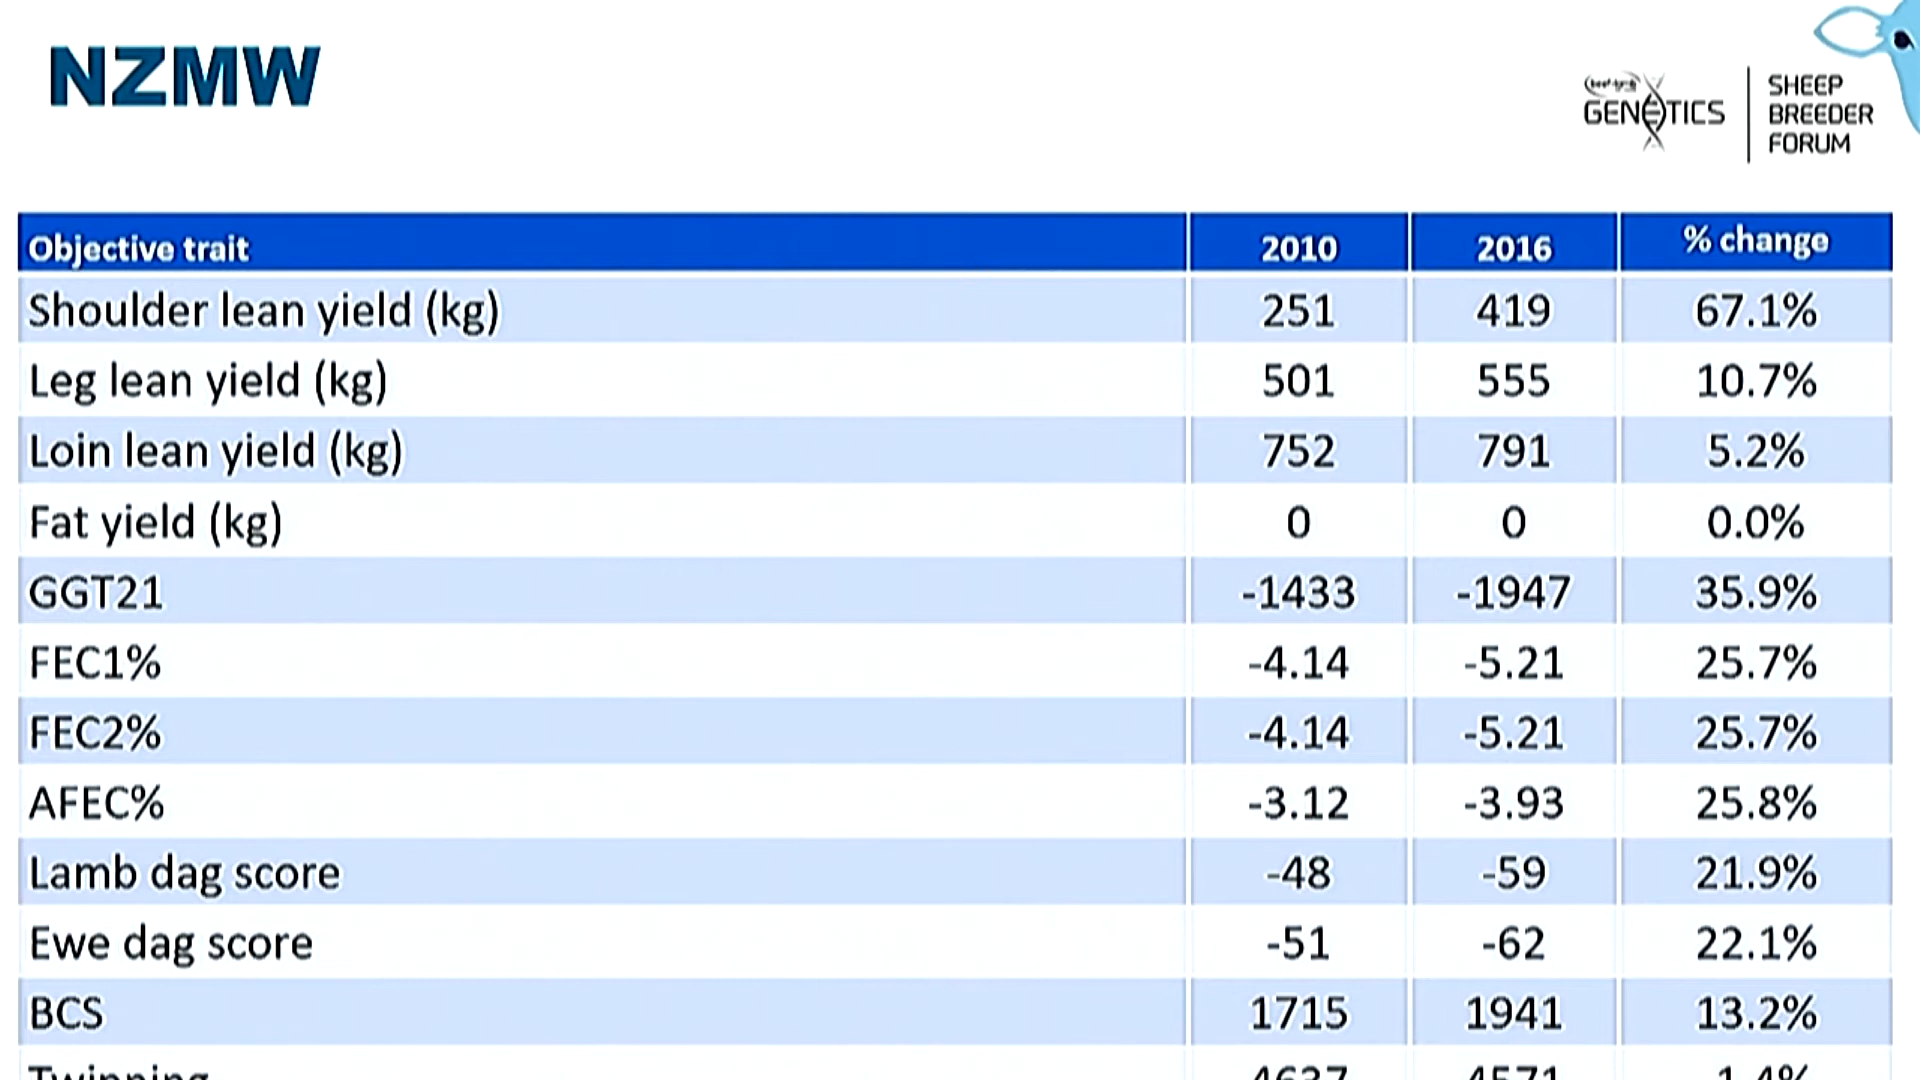 NZMW
GENETICS
SHEEP
BREEDER
FORUM
Objective trait 2010 2016 % change
Shoulder lean yield (kg) 251 419 67.1%
Leg lean yield (kg) 501 555 10.7%
Loin lean yield (kg) 752 791 5.2%
Fat yield (kg) 0 0 0.0%
GGT21 -1433 -1947 35.9%
FEC1% -4.14 -5.21 25.7%
FEC2% -4.14 -5.21 25.7%
AFEC% -3.12 -3.93 25.8%
Lamb dag score -48 -59 21.9%
Ewe dag score -51 -62 22.1%
BCS 1715 1941 13.2%
Twinning 4637 4571